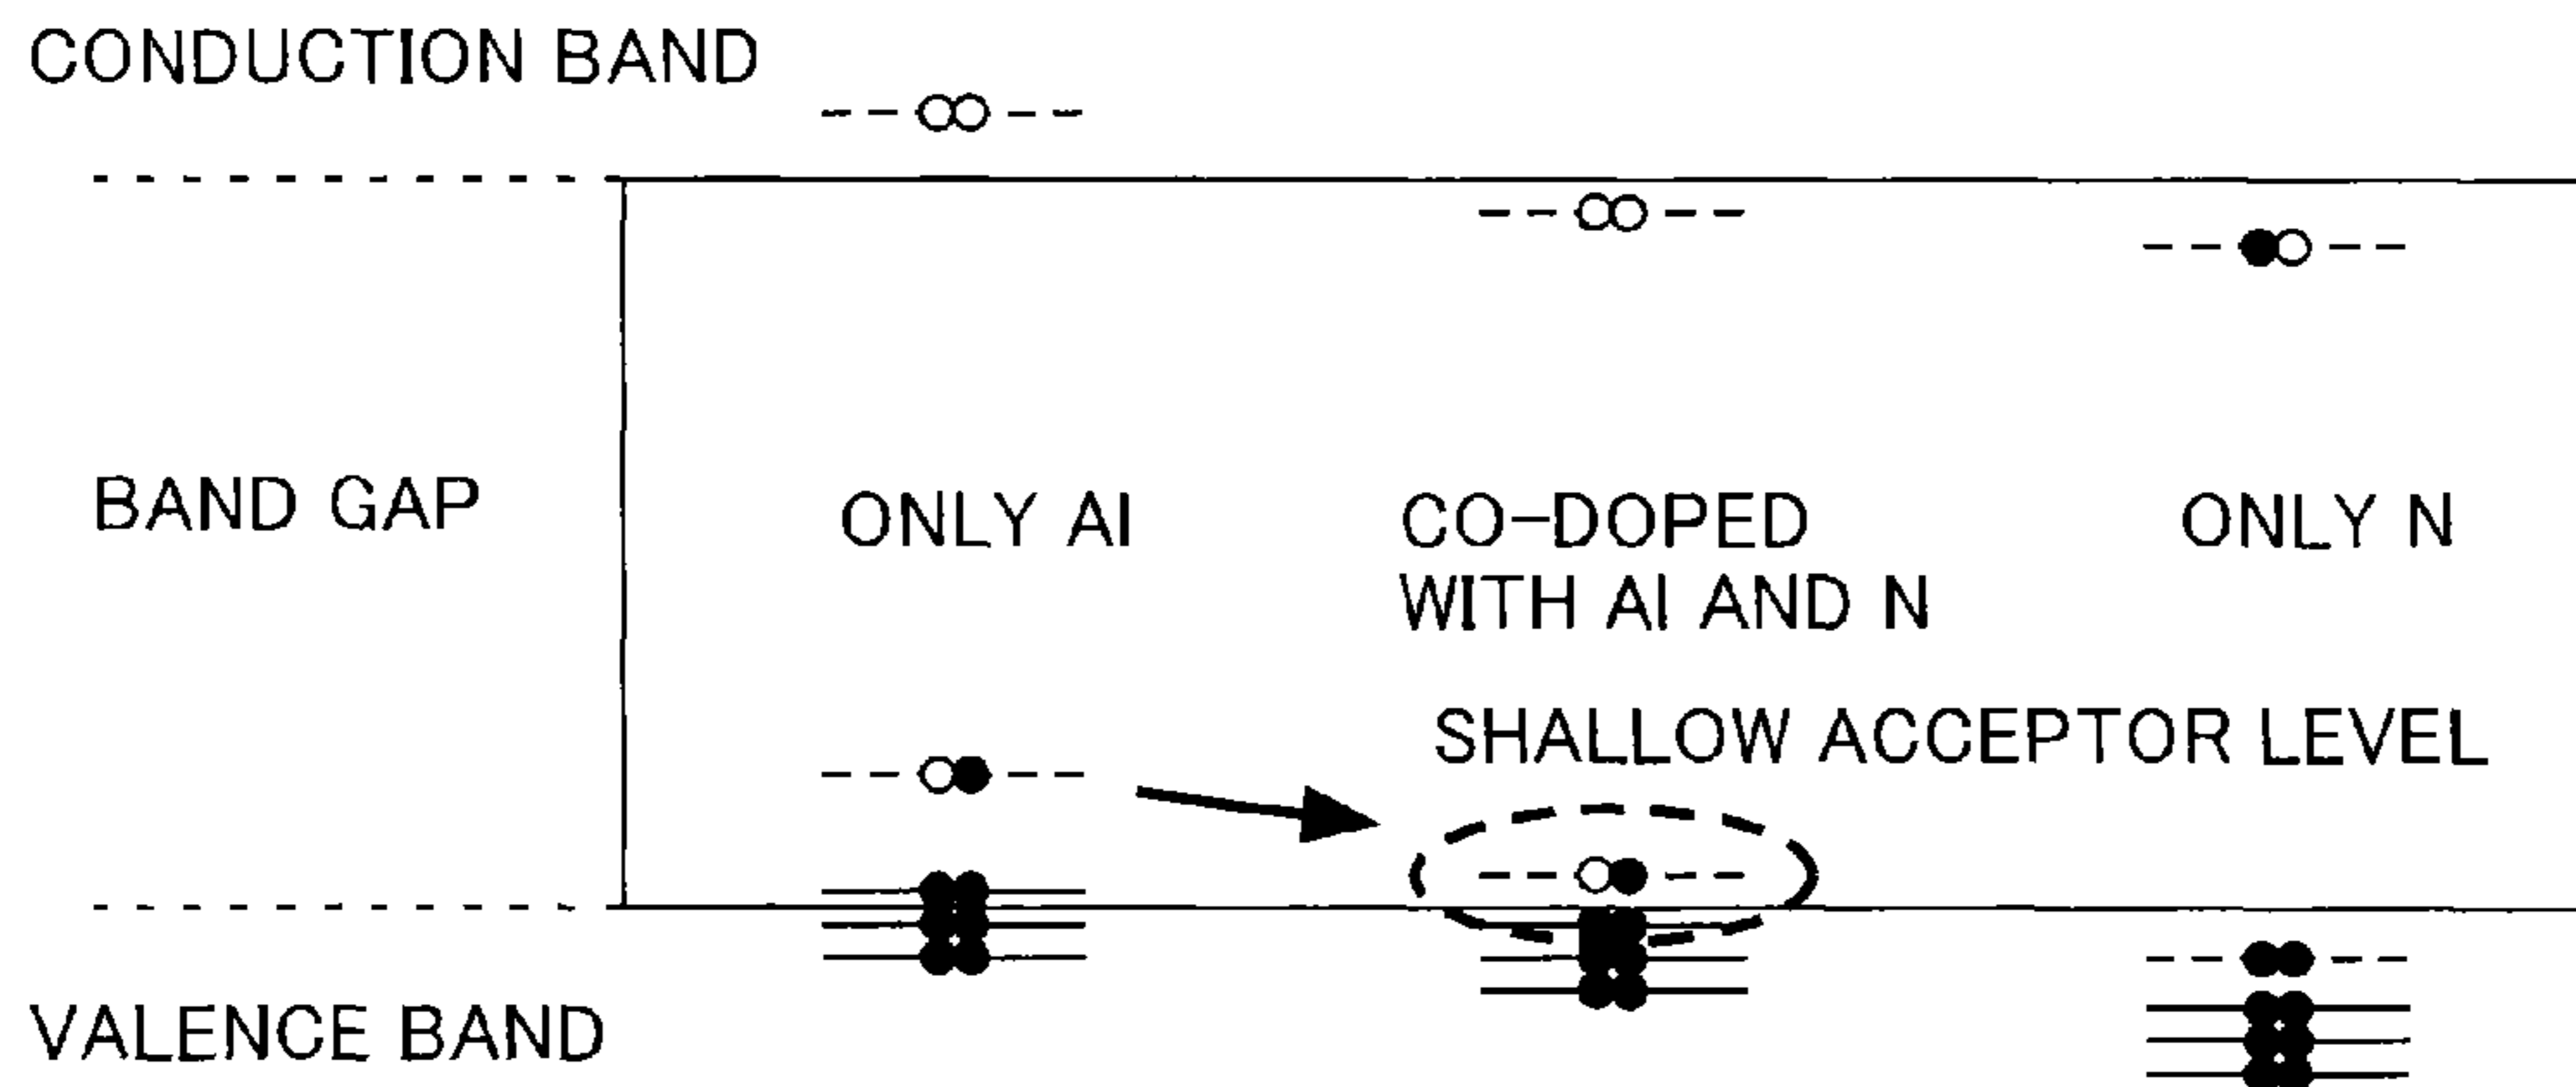 CONDUCTION BAND
BAND GAP
ONLY Al
CO-DOPED
WITH Al AND N
ONLY N
SHALLOW ACCEPTOR LEVEL
VALENCE BAND